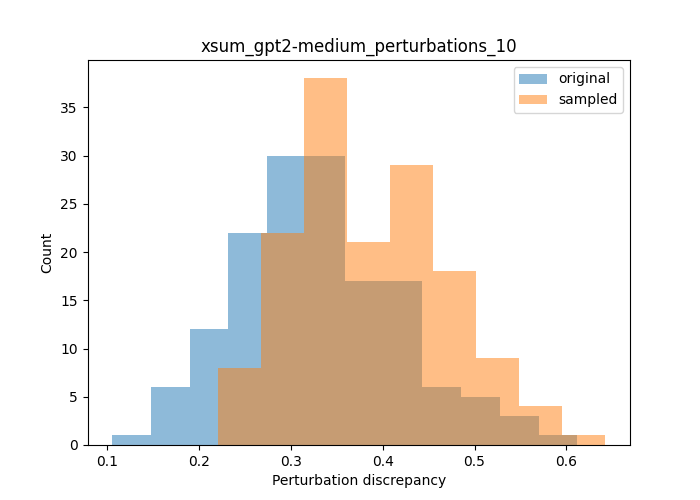 xsum_gpt2-medium_perturbations_10
original
sampled
35
30
25
20
15
10
5
0
Count
0.1 0.2 0.3 0.4 0.5 0.6
Perturbation discrepancy